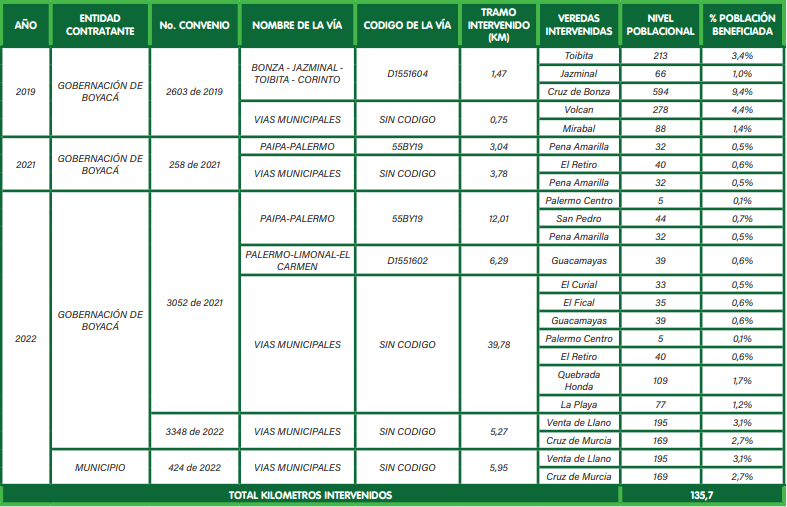 AÑO ENTIDAD CONTRATANTE No. CONVENIO NOMBRE DE LA VÍA CODIGO DE LA VÍA TRAMO INTERVENIDO (KM) VEREDAS INTERVENIDAS NIVEL POBLACIONAL % POBLACIÓN BENEFICIADA
2019 GOBERNACIÓN DE BOYACÁ 2603 de 2019 BONZA - JAZMINAL - TOIBITA - CORINTO D1551604 1,47 Toibita 213 3,4%
Jazminal 66 1,0%
Cruz de Bonza 594 9,4%
VIAS MUNICIPALES SIN CODIGO 0,75 Volcan 278 4,4%
Mirabal 88 1,4%
2021 GOBERNACIÓN DE BOYACÁ 258 de 2021 PAIPA-PALERMO 55BY19 3,04 Pena Amarilla 32 0,5%
VIAS MUNICIPALES SIN CODIGO 3,78 El Retiro 40 0,6%
Pena Amarilla 32 0,5%
2022 GOBERNACIÓN DE BOYACÁ 3052 de 2021 PAIPA-PALERMO 55BY19 12,01 Palermo Centro 5 0,1%
San Pedro 44 0,7%
Pena Amarilla 32 0,5%
PALERMO-LIMONAL-EL CARMEN D1551602 6,29 Guacamayas 39 0,6%
VIAS MUNICIPALES SIN CODIGO 39,78 El Curial 33 0,5%
El Fical 35 0,6%
Guacamayas 39 0,6%
Palermo Centro 5 0,1%
El Retiro 40 0,6%
Quebrada Honda 109 1,7%
La Playa 77 1,2%
3348 de 2022 VIAS MUNICIPALES SIN CODIGO 5,27 Venta de Llano 195 3,1%
Cruz de Murcia 169 2,7%
MUNICIPIO 424 de 2022 VIAS MUNICIPALES SIN CODIGO 5,95 Venta de Llano 195 3,1%
Cruz de Murcia 169 2,7%
TOTAL KILOMETROS INTERVENIDOS 135,7